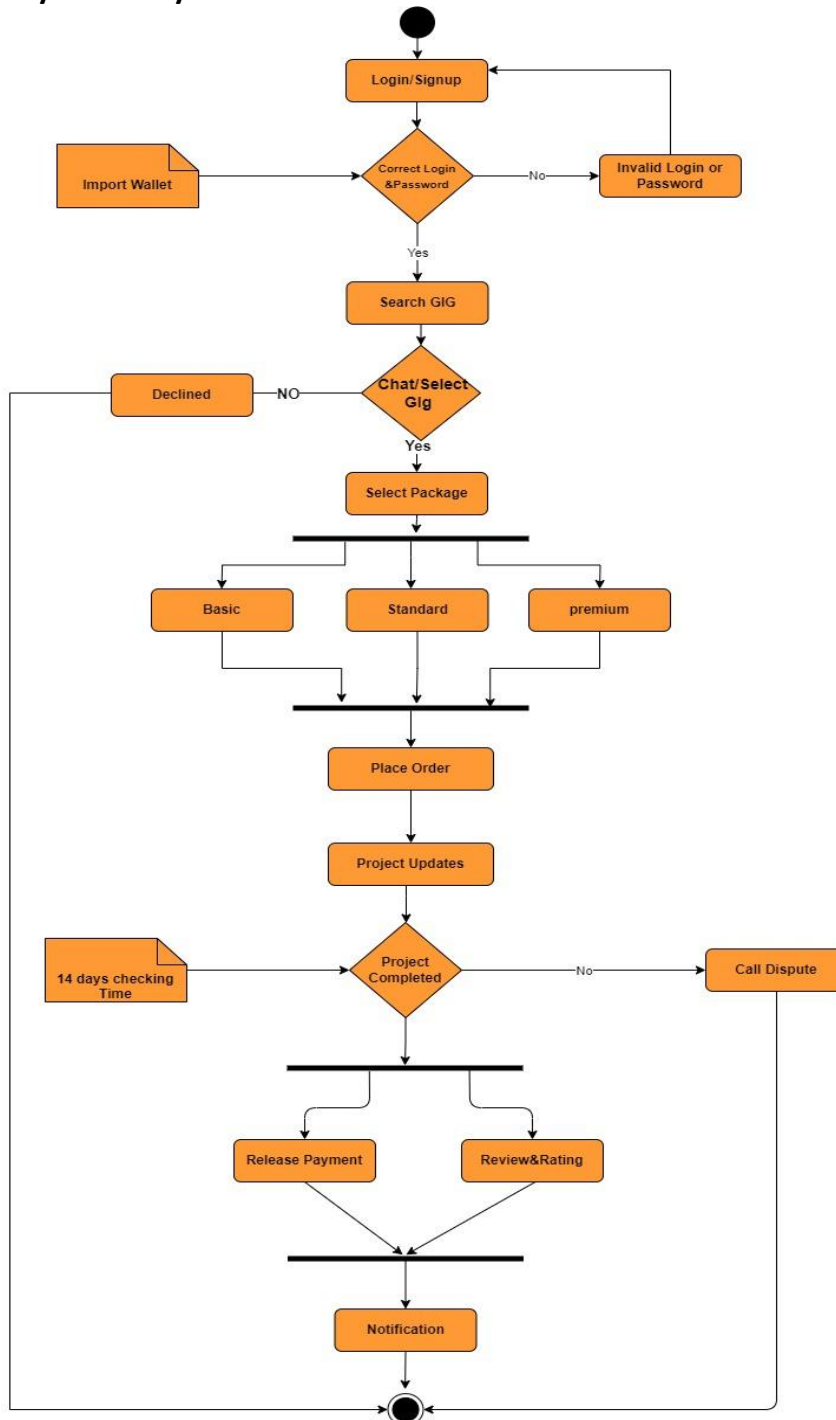 Login/Signup
Correct Login
&Password
Import Wallet
No
Invalid Login or
Password
Yes
Search GIG
Chat/Select
GIg
NO
Declined
Yes
Select Package
Basic
Standard
premium
Place Order
Project Updates
Project
Completed
14 days checking
Time
No
Call Dispute
Release Payment
Review&Rating
Notification